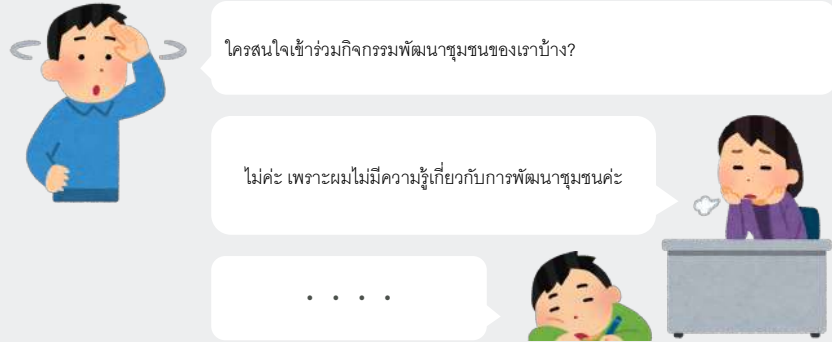 ใครสนใจเข้าร่วมกิจกรรมพัฒนาชุมชนของเราบ้าง?
ไม่ค่ะ เพราะผมไม่มีความรู้เกี่ยวกับการพัฒนาชุมชนค่ะ
. . . .